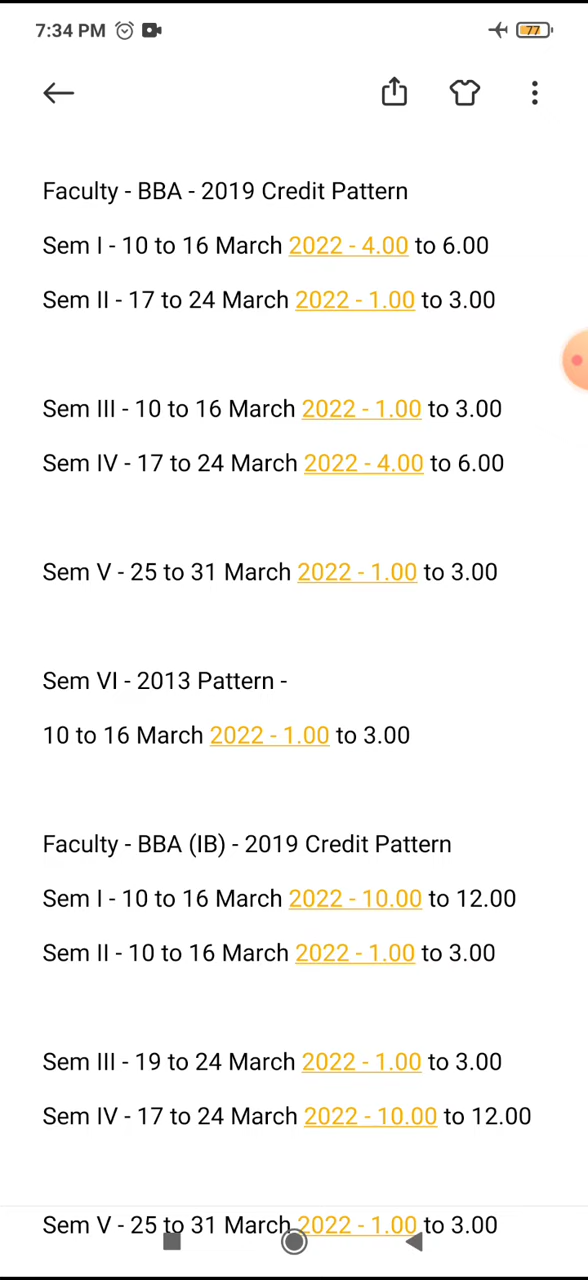 7:34 PM
77
Faculty - BBA - 2019 Credit Pattern
Sem I - 10 to 16 March 2022 - 4.00 to 6.00
Sem II - 17 to 24 March 2022 - 1.00 to 3.00
Sem III - 10 to 16 March 2022 - 1.00 to 3.00
Sem IV - 17 to 24 March 2022 - 4.00 to 6.00
Sem V - 25 to 31 March 2022 - 1.00 to 3.00
Sem VI - 2013 Pattern -
10 to 16 March 2022 - 1.00 to 3.00
Faculty - BBA (IB) - 2019 Credit Pattern
Sem I - 10 to 16 March 2022 - 10.00 to 12.00
Sem II - 10 to 16 March 2022 - 1.00 to 3.00
Sem III - 19 to 24 March 2022 - 1.00 to 3.00
Sem IV - 17 to 24 March 2022 - 10.00 to 12.00
Sem V - 25 to 31 March 2022 - 1.00 to 3.00